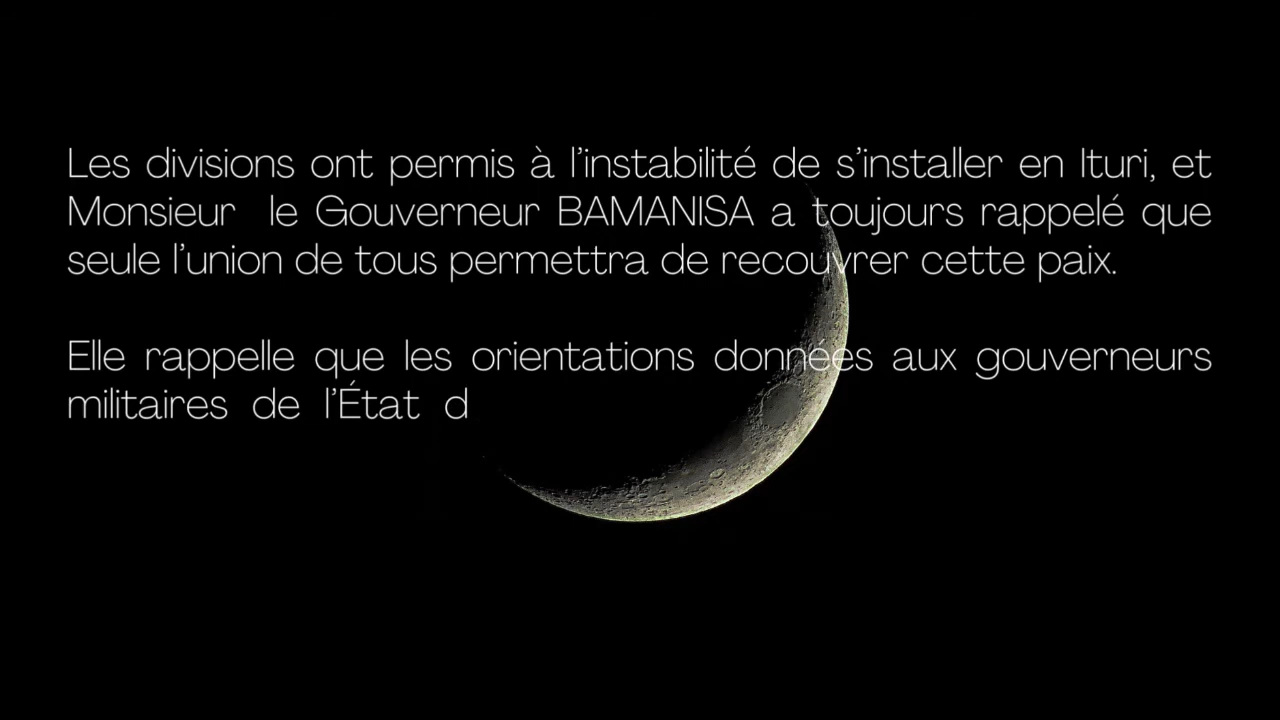 Les divisions ont permis à l’instabilité de s’installer en Ituri, et
Monsieur le Gouverneur BAMANISA a toujours rappelé que
seule l’union de tous permettra de recouvrer cette paix.
Elle rappelle que les orientations données aux gouverneurs
militaires de l’État d